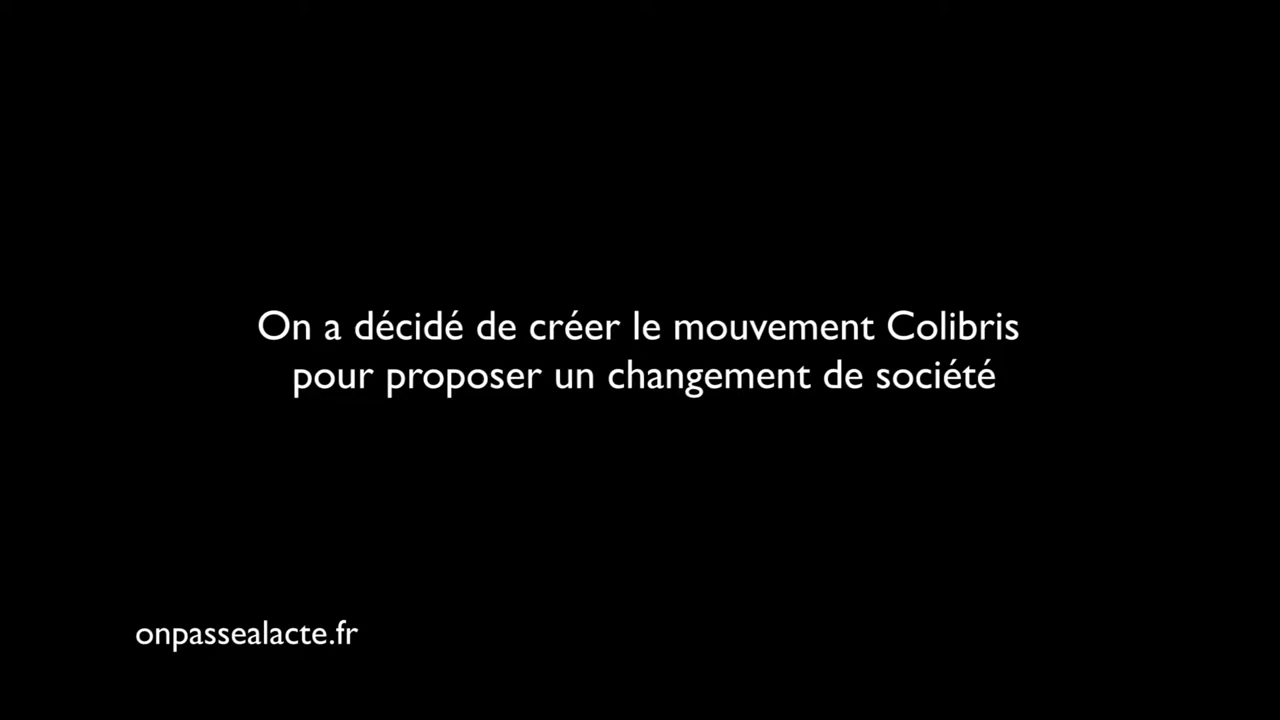 On a décidé de créer le mouvement Colibris
pour proposer un changement de société
onpassealacte.fr